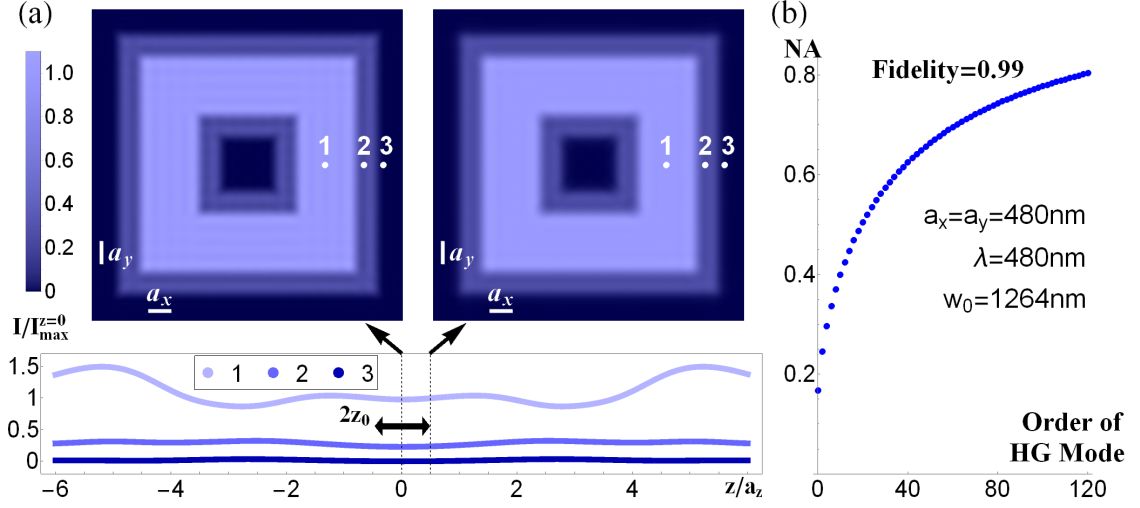 (a)
1.0
0.8
0.6
0.4
0.2
0
1 2 3
a_y
a_x
1 2 3
a_y
a_x
I/I_max^z=0
1.5
1
0.5
0
1 2 3
2z₀
−6 −4 −2 0 2 4 z/a_z
(b)
NA
Fidelity=0.99
0.8
0.6
0.4
0.2
a_x=a_y=480nm
λ=480nm
w₀=1264nm
Order of
HG Mode
0 40 80 120